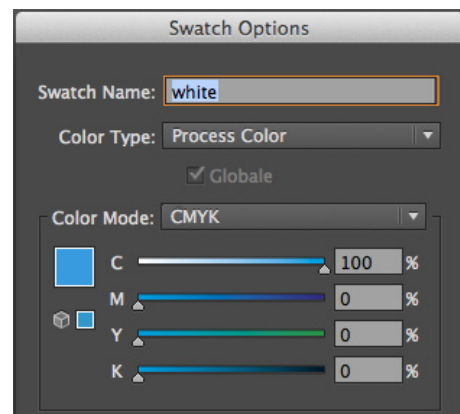 Swatch Options
Swatch Name: white
Color Type: Process Color
Globale
Color Mode: CMYK
C 100 %
M 0 %
Y 0 %
K 0 %